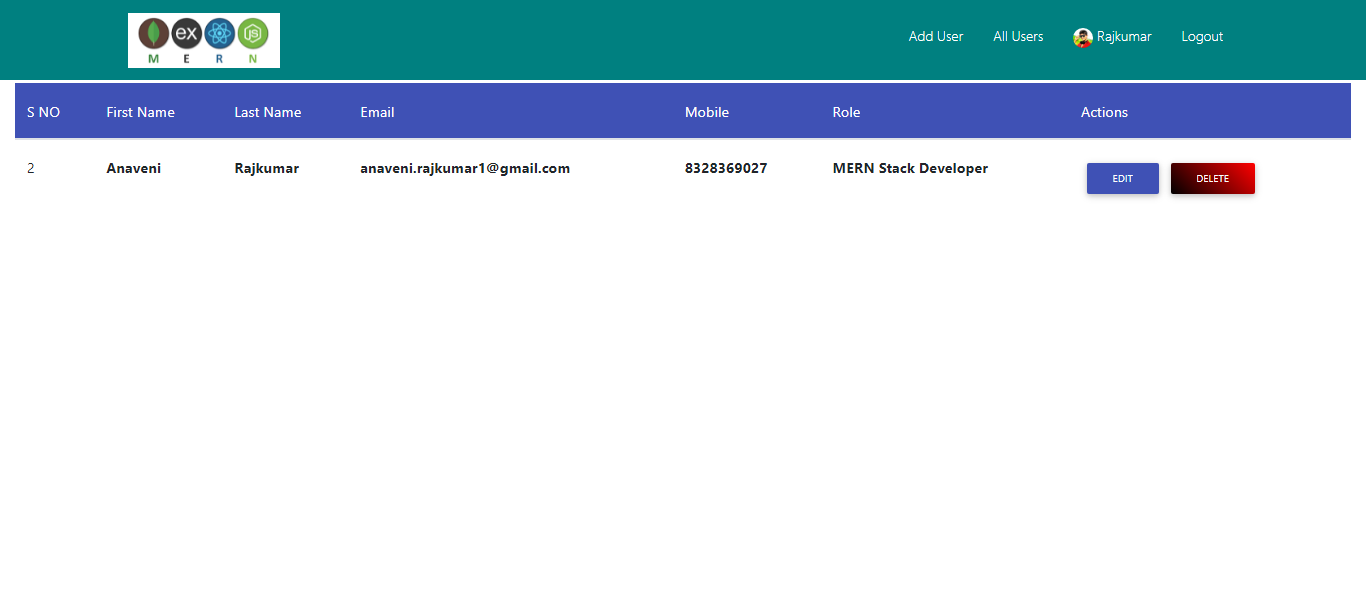 ex JS
M E R N
Add User All Users Rajkumar Logout
S NO First Name Last Name Email Mobile Role Actions
2 Anaveni Rajkumar anaveni.rajkumar1@gmail.com 8328369027 MERN Stack Developer EDIT DELETE